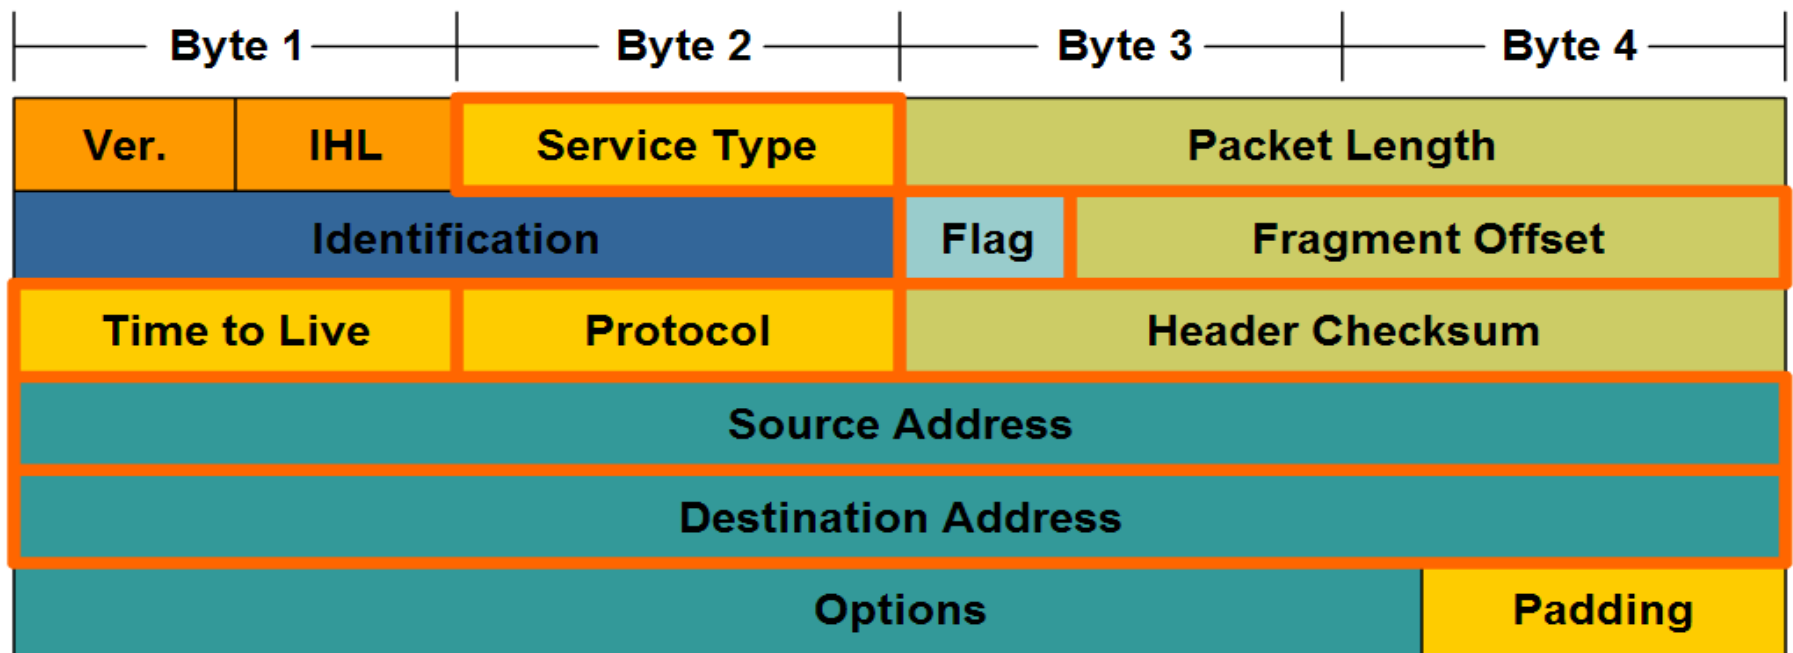 Byte 1 Byte 2 Byte 3 Byte 4
Ver. IHL Service Type Packet Length
Identification Flag Fragment Offset
Time to Live Protocol Header Checksum
Source Address
Destination Address
Options Padding